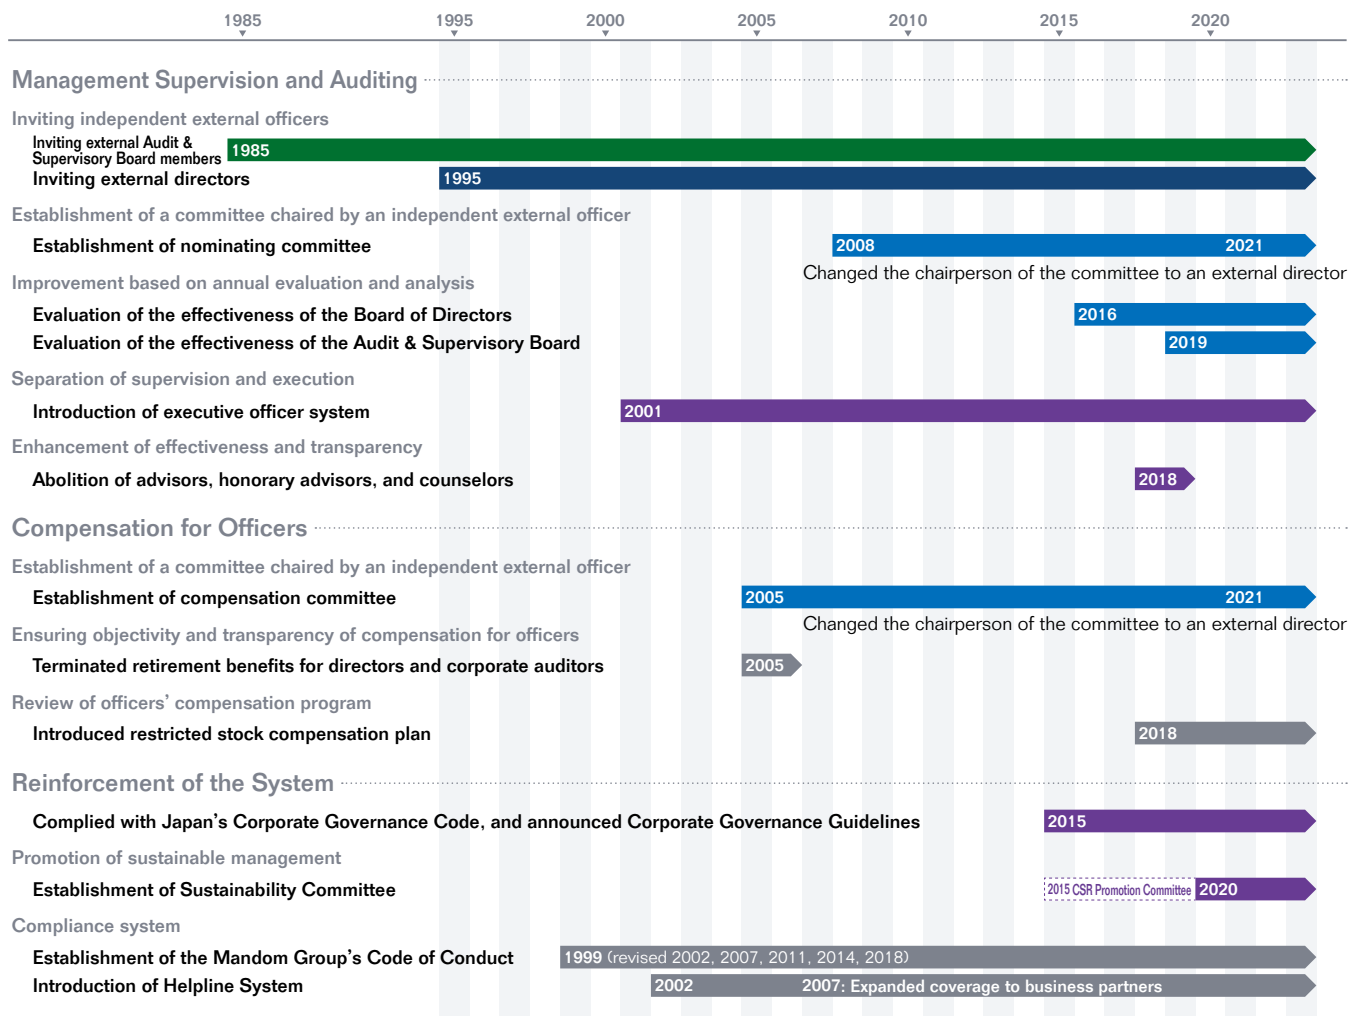 1985 1995 2000 2005 2010 2015 2020
Management Supervision and Auditing
Inviting independent external officers
Inviting external Audit &
Supervisory Board members
1985
Inviting external directors 1995
Establishment of a committee chaired by an independent external officer
Establishment of nominating committee 2008 2021
Changed the chairperson of the committee to an external director
Improvement based on annual evaluation and analysis
Evaluation of the effectiveness of the Board of Directors 2016
Evaluation of the effectiveness of the Audit & Supervisory Board 2019
Separation of supervision and execution
Introduction of executive officer system 2001
Enhancement of effectiveness and transparency
Abolition of advisors, honorary advisors, and counselors 2018
Compensation for Officers
Establishment of a committee chaired by an independent external officer
Establishment of compensation committee 2005 2021
Changed the chairperson of the committee to an external director
Ensuring objectivity and transparency of compensation for officers
Terminated retirement benefits for directors and corporate auditors 2005
Review of officers' compensation program
Introduced restricted stock compensation plan 2018
Reinforcement of the System
Complied with Japan's Corporate Governance Code, and announced Corporate Governance Guidelines 2015
Promotion of sustainable management
Establishment of Sustainability Committee 2015 CSR Promotion Committee 2020
Compliance system
Establishment of the Mandom Group's Code of Conduct 1999 (revised 2002, 2007, 2011, 2014, 2018)
Introduction of Helpline System 2002 2007: Expanded coverage to business partners